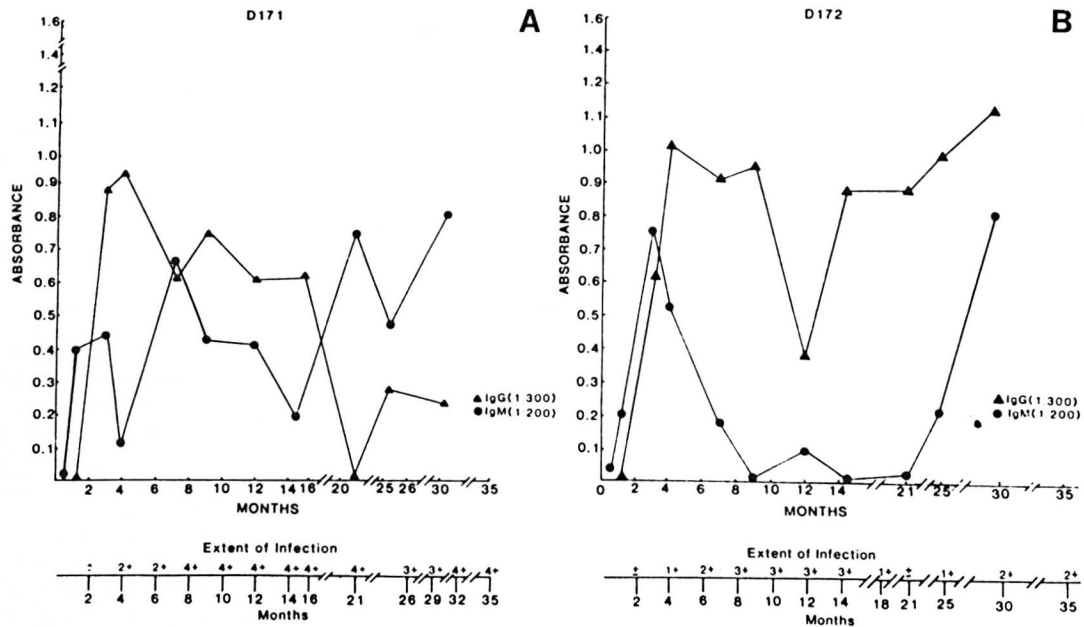 D171
A
1.6
1.4
1.2
1.1
1.0
0.9
0.8
0.7
0.6
0.5
0.4
0.3
0.2
0.1
ABSORBANCE
▲IgG(1 300)
●IgM(1 200)
2 4 6 8 10 12 14 16 20 25 26 30 35
MONTHS
Extent of Infection
± 2+ 2+ 4+ 4+ 4+ 4+ 4+ 4+ 3+ 3+ 4+ 4+
2 4 6 8 10 12 14 16 21 26 29 32 35
Months
D172
B
1.6
1.4
1.2
1.1
1.0
0.9
0.8
0.7
0.6
0.5
0.4
0.3
0.2
0.1
ABSORBANCE
▲IgG(1 300)
●IgM(1 200)
0 2 4 6 8 10 12 14 21 25 30 35
MONTHS
Extent of Infection
± 1+ 2+ 3+ 3+ 3+ 3+ 1+ ± 1+ 2+ 2+
2 4 6 8 10 12 14 18 21 25 30 35
Months